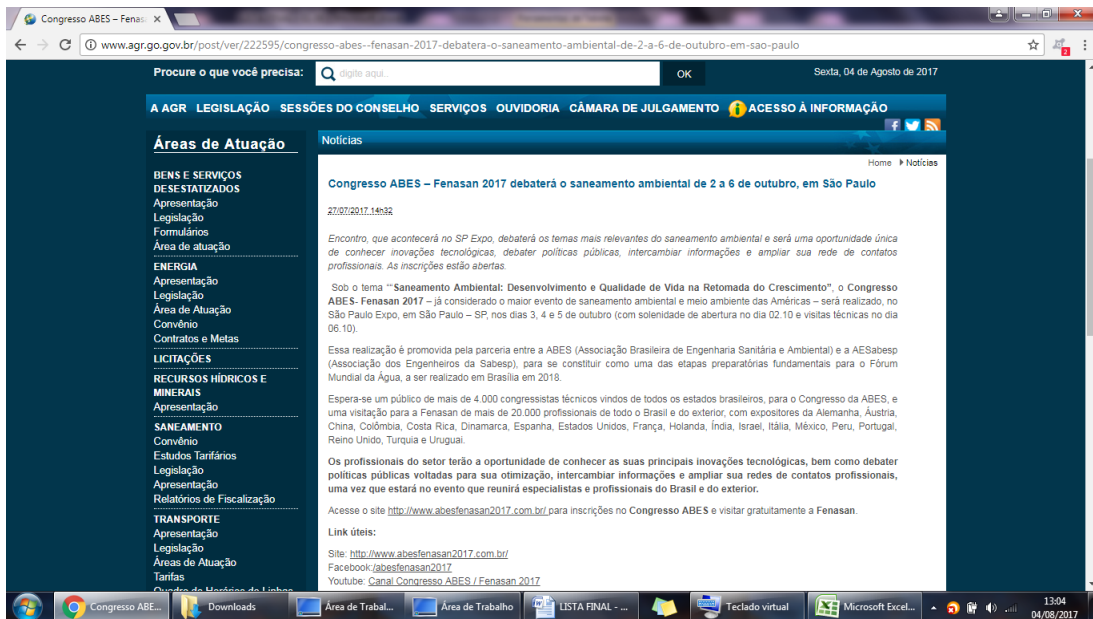 Congresso ABES – Fenas
www.agr.go.gov.br/post/ver/222595/congresso-abes--fenasan-2017-debatera-o-saneamento-ambiental-de-2-a-6-de-outubro-em-sao-paulo
2
Procure o que você precisa:
digite aqui..
OK
Sexta, 04 de Agosto de 2017
A AGR LEGISLAÇÃO SESSÕES DO CONSELHO SERVIÇOS OUVIDORIA CÂMARA DE JULGAMENTO ACESSO À INFORMAÇÃO
Áreas de Atuação
BENS E SERVIÇOS
DESESTATIZADOS
Apresentação
Legislação
Formulários
Área de atuação
ENERGIA
Apresentação
Legislação
Área de Atuação
Convênio
Contratos e Metas
LICITAÇÕES
RECURSOS HÍDRICOS E
MINERAIS
Apresentação
SANEAMENTO
Convênio
Estudos Tarifários
Legislação
Apresentação
Relatórios de Fiscalização
TRANSPORTE
Apresentação
Legislação
Áreas de Atuação
Tarifas
Quadro de Horários de Linhas
Notícias
Home Notícias
Congresso ABES – Fenasan 2017 debaterá o saneamento ambiental de 2 a 6 de outubro, em São Paulo
27/07/2017 14h32
Encontro, que acontecerá no SP Expo, debaterá os temas mais relevantes do saneamento ambiental e será uma oportunidade única
de conhecer inovações tecnológicas, debater políticas públicas, intercambiar informações e ampliar sua rede de contatos
profissionais. As inscrições estão abertas.
Sob o tema '"Saneamento Ambiental: Desenvolvimento e Qualidade de Vida na Retomada do Crescimento", o Congresso
ABES- Fenasan 2017 – já considerado o maior evento de saneamento ambiental e meio ambiente das Américas – será realizado, no
São Paulo Expo, em São Paulo – SP, nos dias 3, 4 e 5 de outubro (com solenidade de abertura no dia 02.10 e visitas técnicas no dia
06.10).
Essa realização é promovida pela parceria entre a ABES (Associação Brasileira de Engenharia Sanitária e Ambiental) e a AESabesp
(Associação dos Engenheiros da Sabesp), para se constituir como uma das etapas preparatórias fundamentais para o Fórum
Mundial da Água, a ser realizado em Brasília em 2018.
Espera-se um público de mais de 4.000 congressistas técnicos vindos de todos os estados brasileiros, para o Congresso da ABES, e
uma visitação para a Fenasan de mais de 20.000 profissionais de todo o Brasil e do exterior, com expositores da Alemanha, Áustria,
China, Colômbia, Costa Rica, Dinamarca, Espanha, Estados Unidos, França, Holanda, Índia, Israel, Itália, México, Peru, Portugal,
Reino Unido, Turquia e Uruguai.
Os profissionais do setor terão a oportunidade de conhecer as suas principais inovações tecnológicas, bem como debater
políticas públicas voltadas para sua otimização, intercambiar informações e ampliar sua redes de contatos profissionais,
uma vez que estará no evento que reunirá especialistas e profissionais do Brasil e do exterior.
Acesse o site http://www.abesfenasan2017.com.br/ para inscrições no Congresso ABES e visitar gratuitamente a Fenasan.
Link úteis:
Site: http://www.abesfenasan2017.com.br/
Facebook:/abesfenasan2017
Youtube: Canal Congresso ABES / Fenasan 2017
Congresso ABE...
Downloads
Área de Trabal...
Área de Trabalho
LISTA FINAL - ...
Teclado virtual
Microsoft Excel...
13:04
04/08/2017